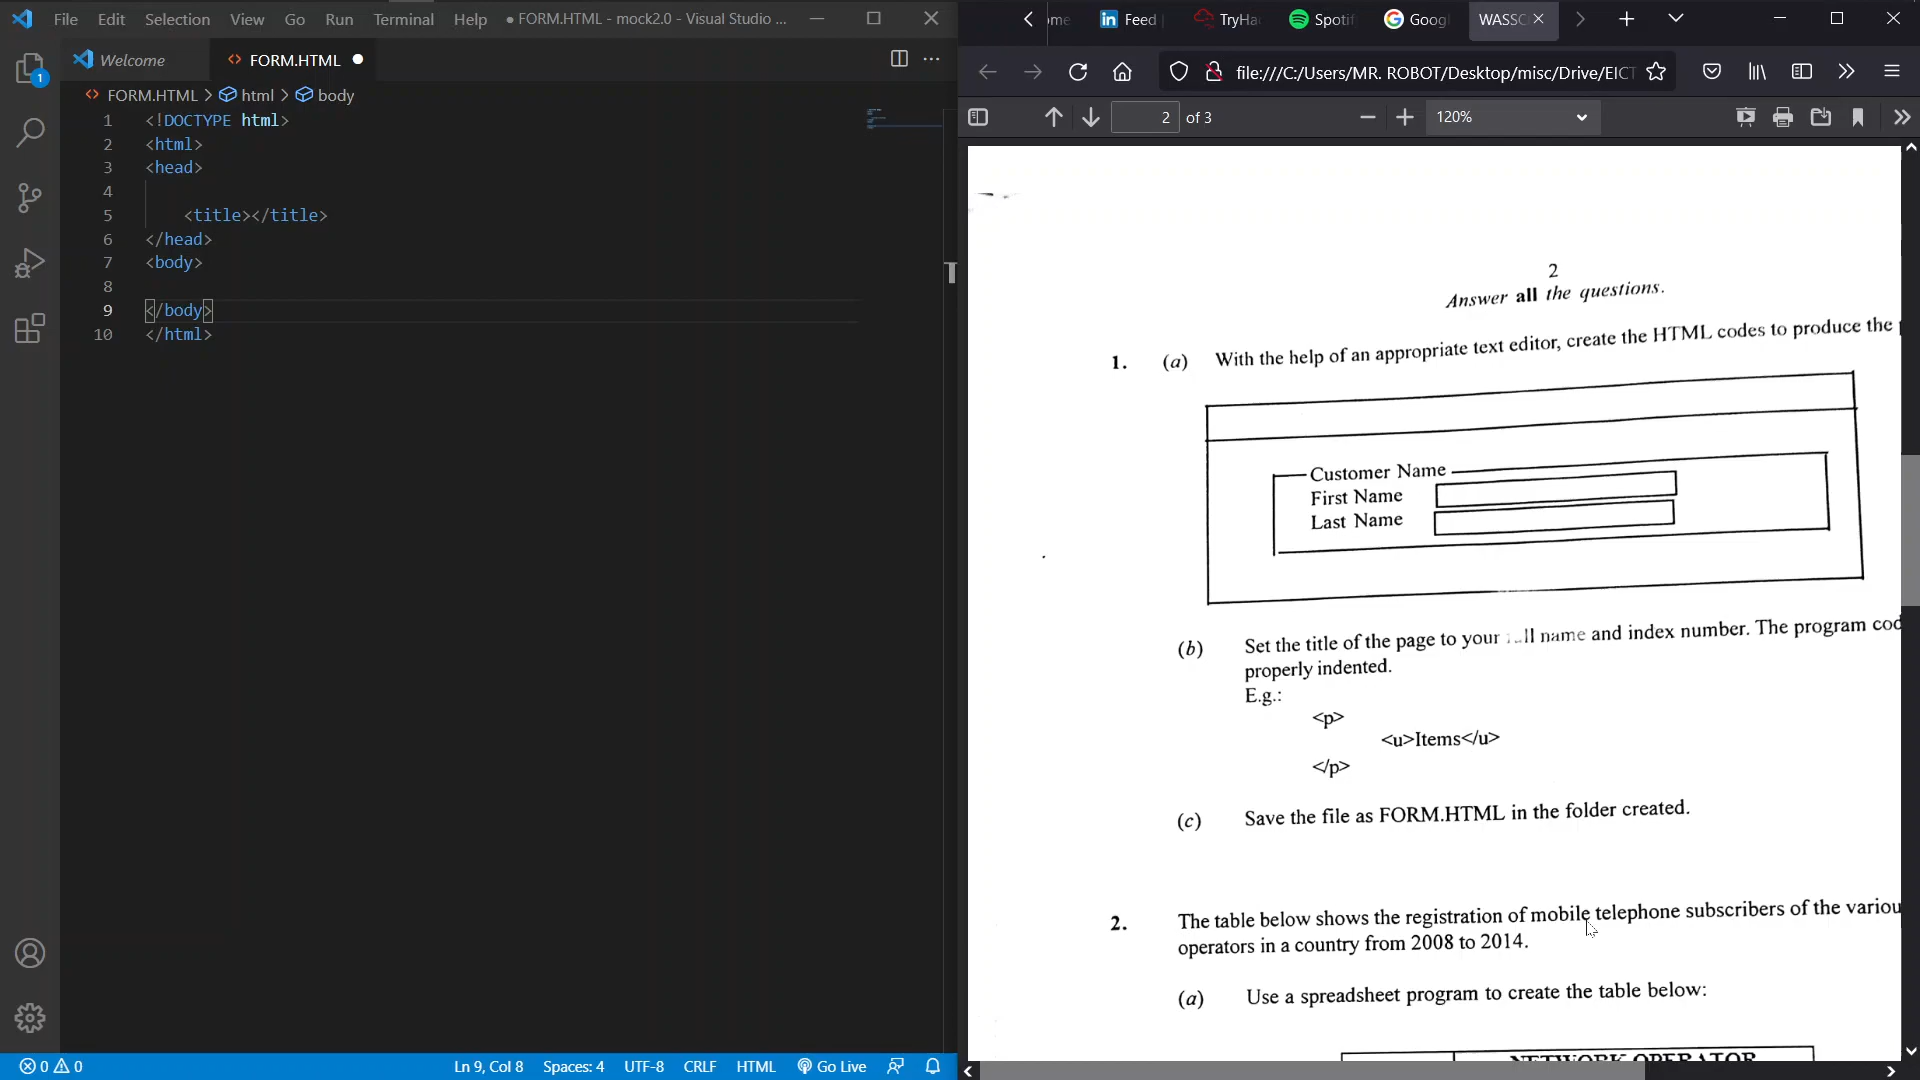 File Edit Selection View Go Run Terminal Help
● FORM.HTML - mock2.0 - Visual Studio ...
Welcome
<> FORM.HTML ●
<> FORM.HTML > html > body
1 <!DOCTYPE html>
2 <html>
3 <head>
4
5 <title></title>
6 </head>
7 <body>
8
9 </body>
10 </html>
1
0 0
Ln 9, Col 8 Spaces: 4 UTF-8 CRLF HTML Go Live
in Feed
TryHac
Spotif
Googl
WASSC
file:///C:/Users/MR. ROBOT/Desktop/misc/Drive/EICT
2 of 3
120%
2
Answer all the questions.
1. (a) With the help of an appropriate text editor, create the HTML codes to produce the
Customer Name
First Name
Last Name
(b) Set the title of the page to your name and index number. The program cod
properly indented.
E.g.:
<p>
<u>Items</u>
</p>
(c) Save the file as FORM.HTML in the folder created.
2. The table below shows the registration of mobile telephone subscribers of the variou
operators in a country from 2008 to 2014.
(a) Use a spreadsheet program to create the table below:
NETWORK OPERATOR